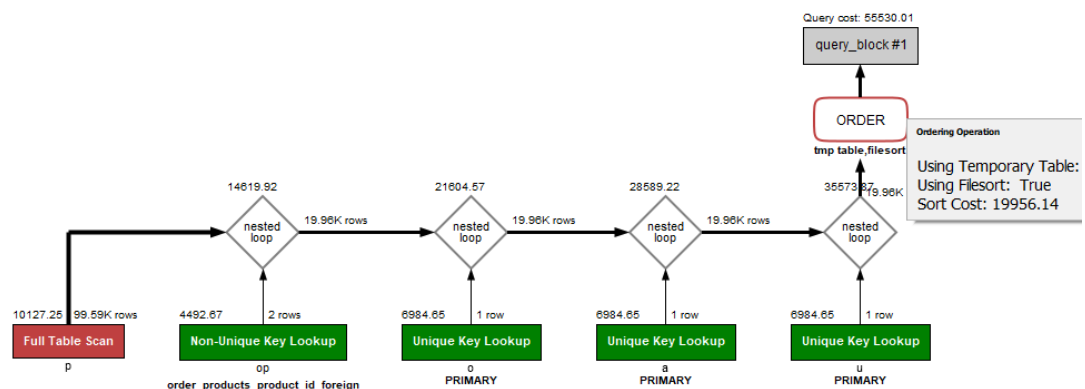 Query cost: 55530.01
query_block #1
ORDER
tmp table,filesort
Ordering Operation
Using Temporary Table:
Using Filesort: True
Sort Cost: 19956.14
14619.92
21604.57
28589.22
35573.87
19.96K
nested
loop
19.96K rows
nested
loop
19.96K rows
nested
loop
19.96K rows
nested
loop
10127.25
99.59K rows
4492.67
2 rows
6984.65
1 row
6984.65
1 row
6984.65
1 row
Full Table Scan
Non-Unique Key Lookup
Unique Key Lookup
Unique Key Lookup
Unique Key Lookup
p
op
order_products_product_id_foreign
o
PRIMARY
a
PRIMARY
u
PRIMARY